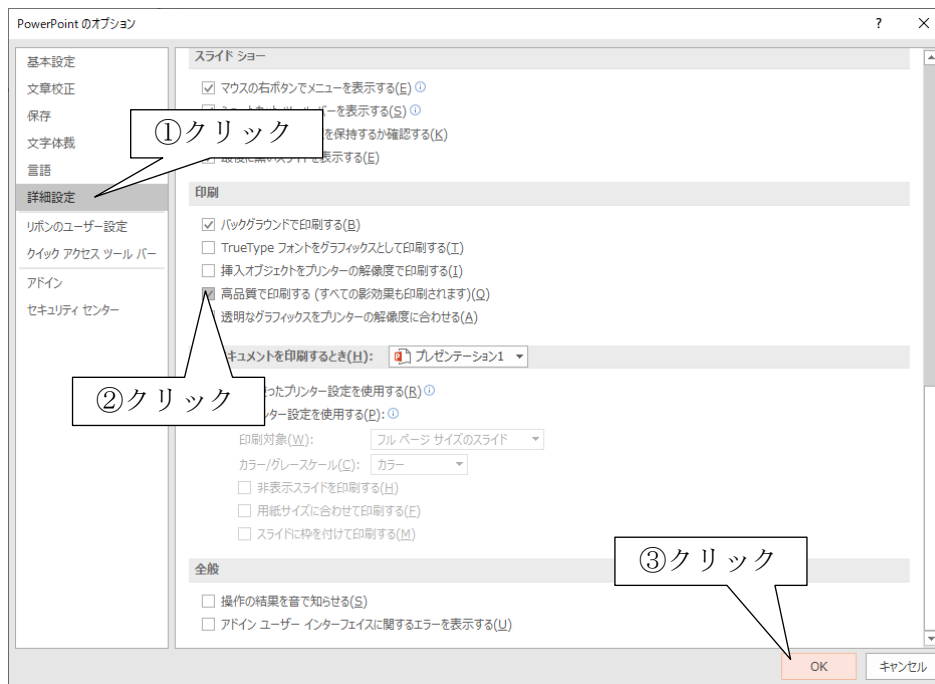 PowerPoint のオプション
?
基本設定
文章校正
保存
文字体裁
言語
詳細設定
リボンのユーザー設定
クイック アクセス ツール バー
アドイン
セキュリティ センター
スライド ショー
マウスの右ボタンでメニューを表示する(E)
バーを表示する(S)
を保持するか確認する(K)
表示する(E)
①クリック
印刷
バックグラウンドで印刷する(B)
TrueType フォントをグラフィックスとして印刷する(T)
挿入オブジェクトをプリンターの解像度で印刷する(I)
高品質で印刷する (すべての影効果も印刷されます)(Q)
透明なグラフィックスをプリンターの解像度に合わせる(A)
キュメントを印刷するとき(H): プレゼンテーション1
②クリック
ったプリンター設定を使用する(R)
ンター設定を使用する(P):
印刷対象(W): フル ページ サイズのスライド
カラー/グレースケール(C): カラー
非表示スライドを印刷する(H)
用紙サイズに合わせて印刷する(F)
スライドに枠を付けて印刷する(M)
全般
操作の結果を音で知らせる(S)
アドイン ユーザー インターフェイスに関するエラーを表示する(U)
③クリック
OK
キャンセル